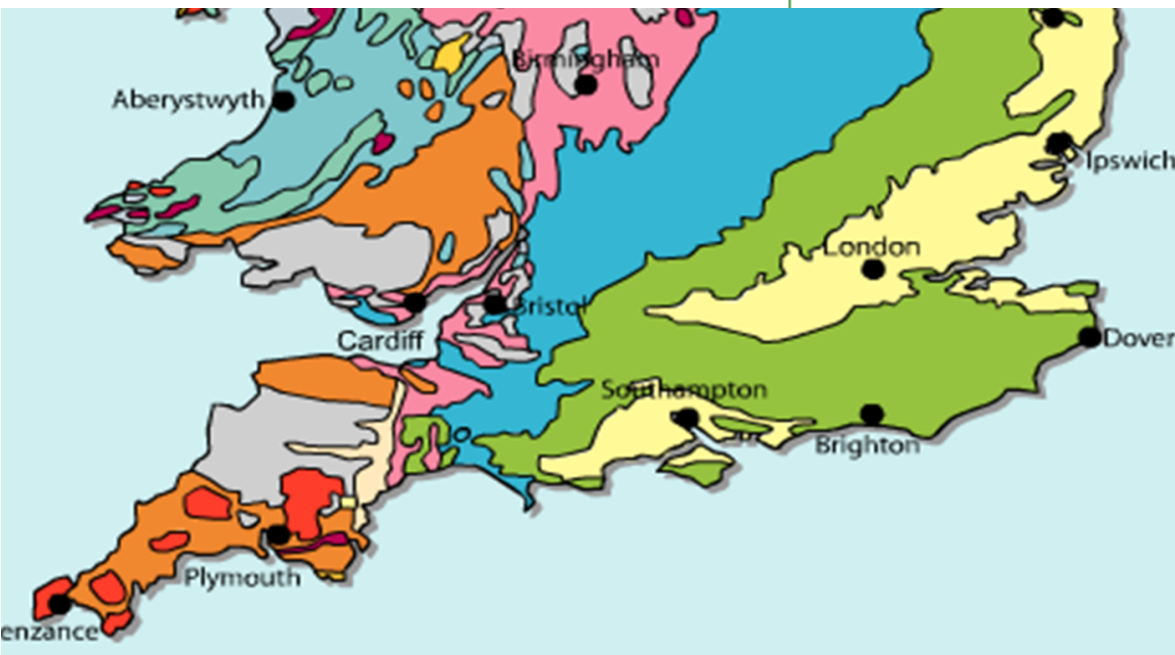 Birmingham
Aberystwyth
Ipswich
London
Bristol
Cardiff
Dover
Southampton
Brighton
Plymouth
enzance